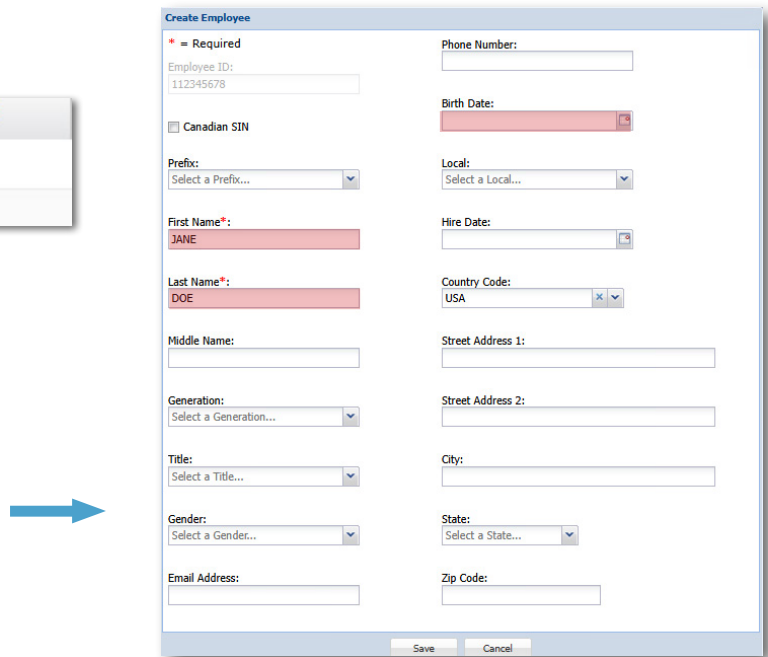 Create Employee
* = Required
Employee ID:
112345678
Canadian SIN
Prefix:
Select a Prefix...
First Name*:
JANE
Last Name*:
DOE
Middle Name:
Generation:
Select a Generation...
Title:
Select a Title...
Gender:
Select a Gender...
Email Address:
Phone Number:
Birth Date:
Local:
Select a Local...
Hire Date:
Country Code:
USA
Street Address 1:
Street Address 2:
City:
State:
Select a State...
Zip Code:
Save Cancel